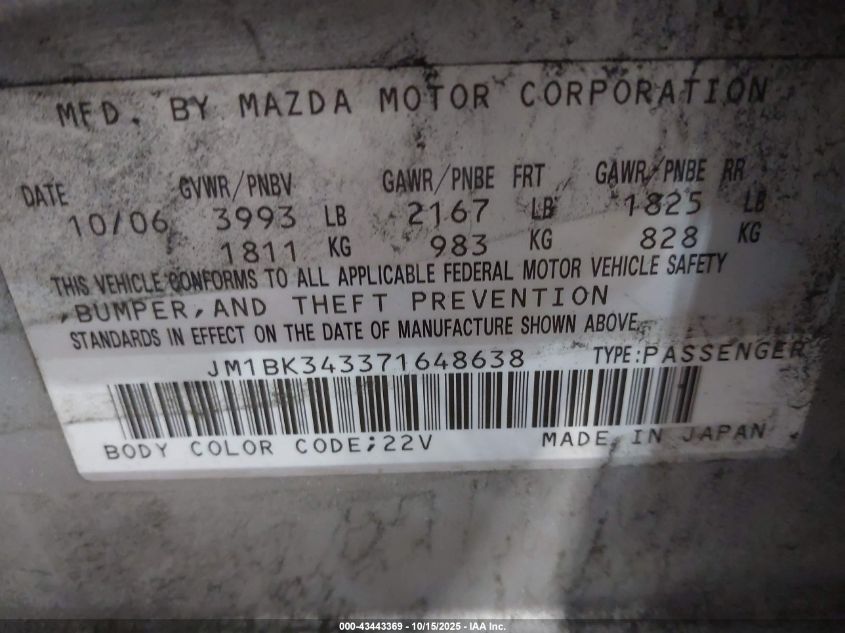 MFD. BY MAZDA MOTOR CORPORATION
DATE GVWR/PNBV GAWR/PNBE FRT GAWR/PNBE RR
10/06 3993 LB 2167 LB 1825 LB
1811 KG 983 KG 828 KG
THIS VEHICLE CONFORMS TO ALL APPLICABLE FEDERAL MOTOR VEHICLE SAFETY
,BUMPER,AND THEFT PREVENTION
STANDARDS IN EFFECT ON THE DATE OF MANUFACTURE SHOWN ABOVE.
JM1BK343371648638 TYPE:PASSENGER
BODY COLOR CODE;22V MADE IN JAPAN
000-43443369 - 10/15/2025 - IAA Inc.